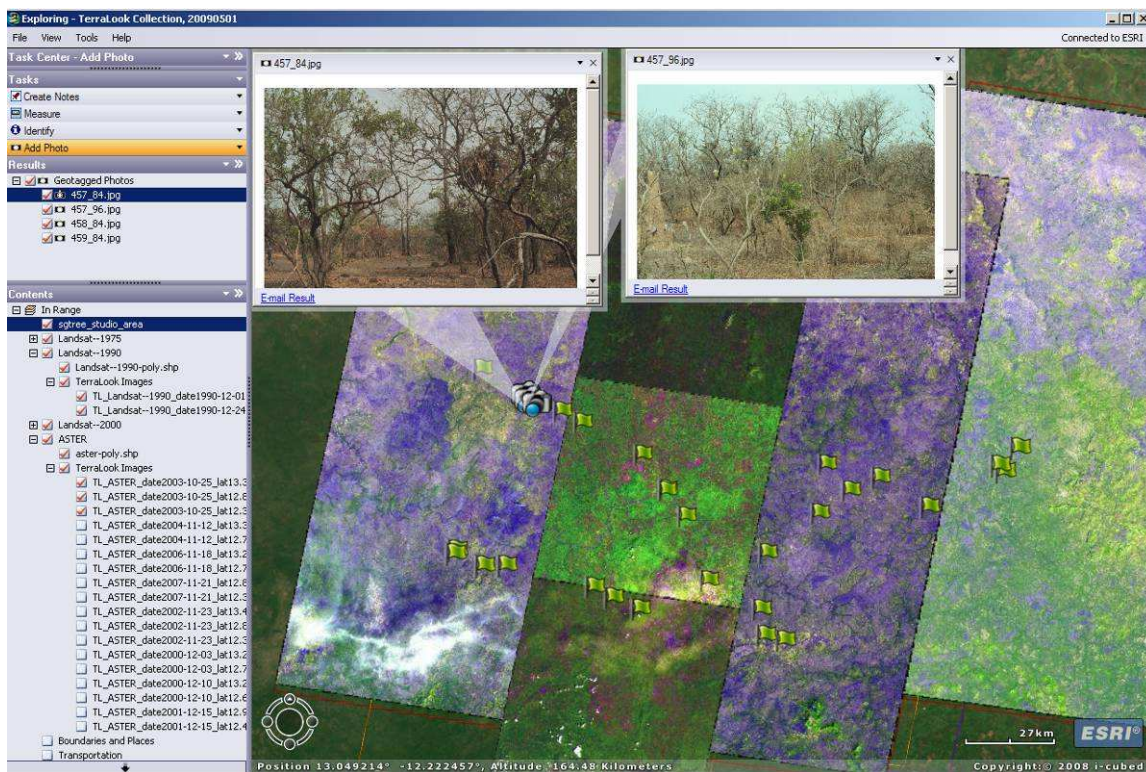 Exploring - TerraLook Collection, 20090501
File View Tools Help
Connected to ESRI
Task Center - Add Photo
Tasks
Create Notes
Measure
Identify
Add Photo
Results
Geotagged Photos
457_84.jpg
457_96.jpg
458_84.jpg
459_84.jpg
Contents
In Range
sgtree_studio_area
Landsat--1975
Landsat--1990
Landsat--1990-poly.shp
TerraLook Images
TL_Landsat--1990_date1990-12-01
TL_Landsat--1990_date1990-12-24
Landsat--2000
ASTER
aster-poly.shp
TerraLook Images
TL_ASTER_date2003-10-25_lat13.3
TL_ASTER_date2003-10-25_lat12.8
TL_ASTER_date2003-10-25_lat12.3
TL_ASTER_date2004-11-12_lat13.3
TL_ASTER_date2004-11-12_lat12.7
TL_ASTER_date2006-11-18_lat13.2
TL_ASTER_date2006-11-18_lat12.7
TL_ASTER_date2007-11-21_lat12.8
TL_ASTER_date2007-11-21_lat12.3
TL_ASTER_date2002-11-23_lat13.4
TL_ASTER_date2002-11-23_lat12.8
TL_ASTER_date2002-11-23_lat12.3
TL_ASTER_date2000-12-03_lat13.2
TL_ASTER_date2000-12-03_lat12.7
TL_ASTER_date2000-12-10_lat13.2
TL_ASTER_date2000-12-10_lat12.6
TL_ASTER_date2001-12-15_lat12.9
TL_ASTER_date2001-12-15_lat12.4
Boundaries and Places
Transportation
457_84.jpg
E-mail Result
457_96.jpg
E-mail Result
27km
ESRI
Position 13.049214° -12.222457°, Altitude 164.48 Kilometers
Copyright:© 2008 i-cubed